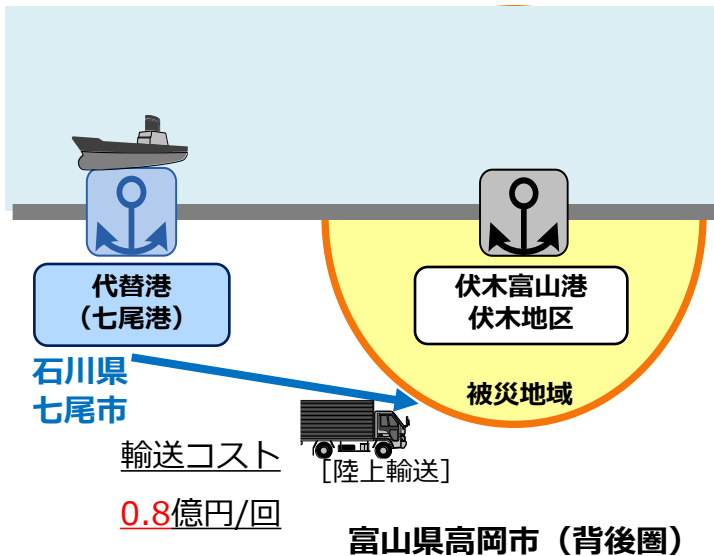 代替港
（七尾港）
伏木富山港
伏木地区
石川県
七尾市
被災地域
輸送コスト
［陸上輸送］
0.8億円/回
富山県高岡市（背後圏）